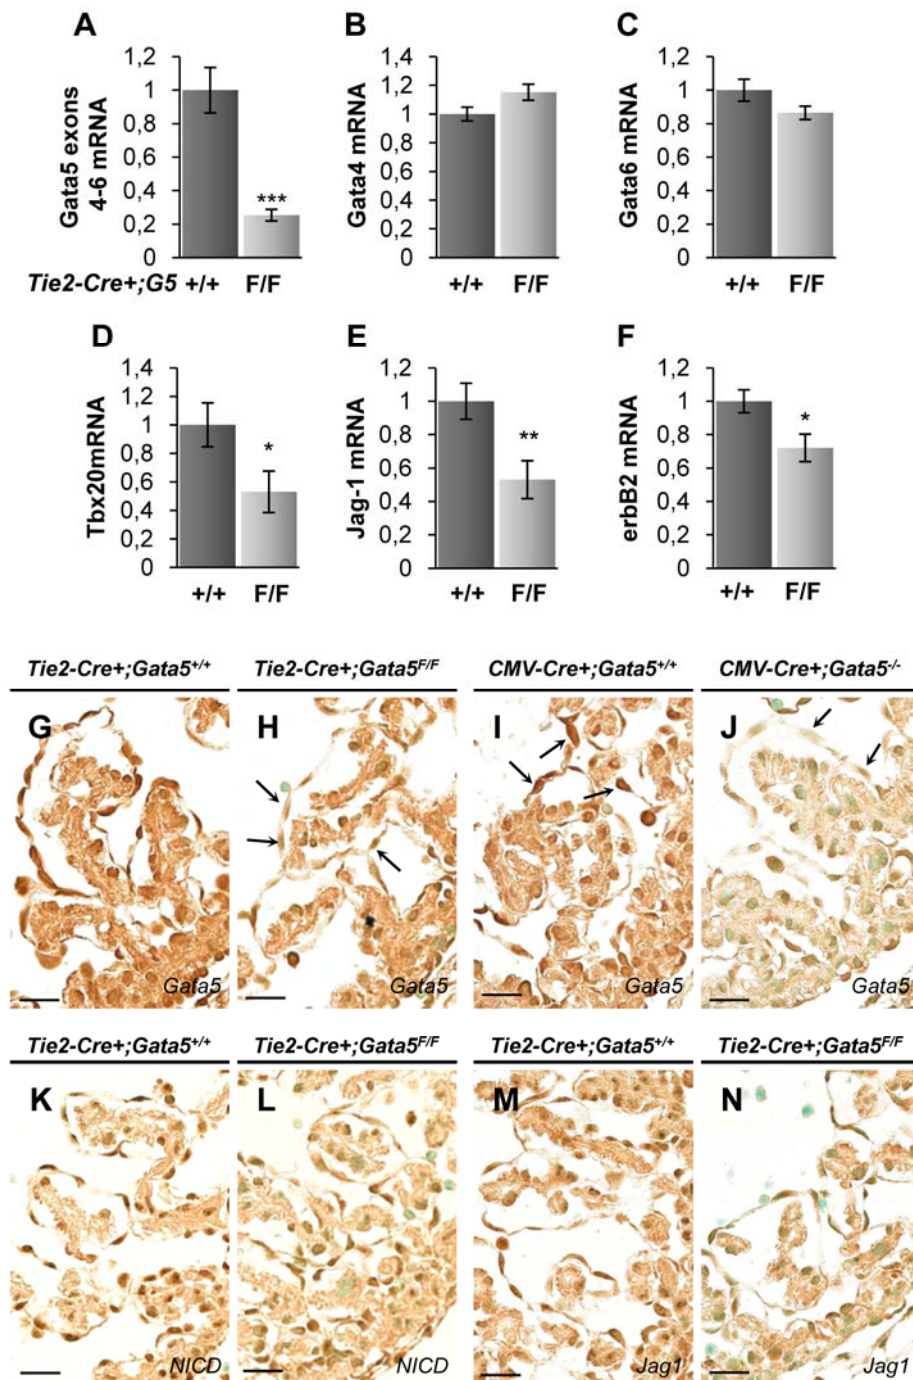 A
B
C
Gata5 exons
4-6 mRNA
1,2
1
0,8
0,6
0,4
0,2
0
***
Gata4 mRNA
1,4
1,2
1
0,8
0,6
0,4
0,2
0
Gata6 mRNA
1,2
1
0,8
0,6
0,4
0,2
0
Tie2-Cre+;G5 +/+ F/F
+/+ F/F
+/+ F/F
D
E
F
Tbx20mRNA
1,4
1,2
1
0,8
0,6
0,4
0,2
0
*
Jag-1 mRNA
1,2
1
0,8
0,6
0,4
0,2
0
**
erbB2 mRNA
1,2
1
0,8
0,6
0,4
0,2
0
*
+/+ F/F
+/+ F/F
+/+ F/F
Tie2-Cre+;Gata5+/+
Tie2-Cre+;Gata5F/F
CMV-Cre+;Gata5+/+
CMV-Cre+;Gata5-/-
G
H
I
J
Gata5
Gata5
Gata5
Gata5
Tie2-Cre+;Gata5+/+
Tie2-Cre+;Gata5F/F
Tie2-Cre+;Gata5+/+
Tie2-Cre+;Gata5F/F
K
L
M
N
NICD
NICD
Jag1
Jag1